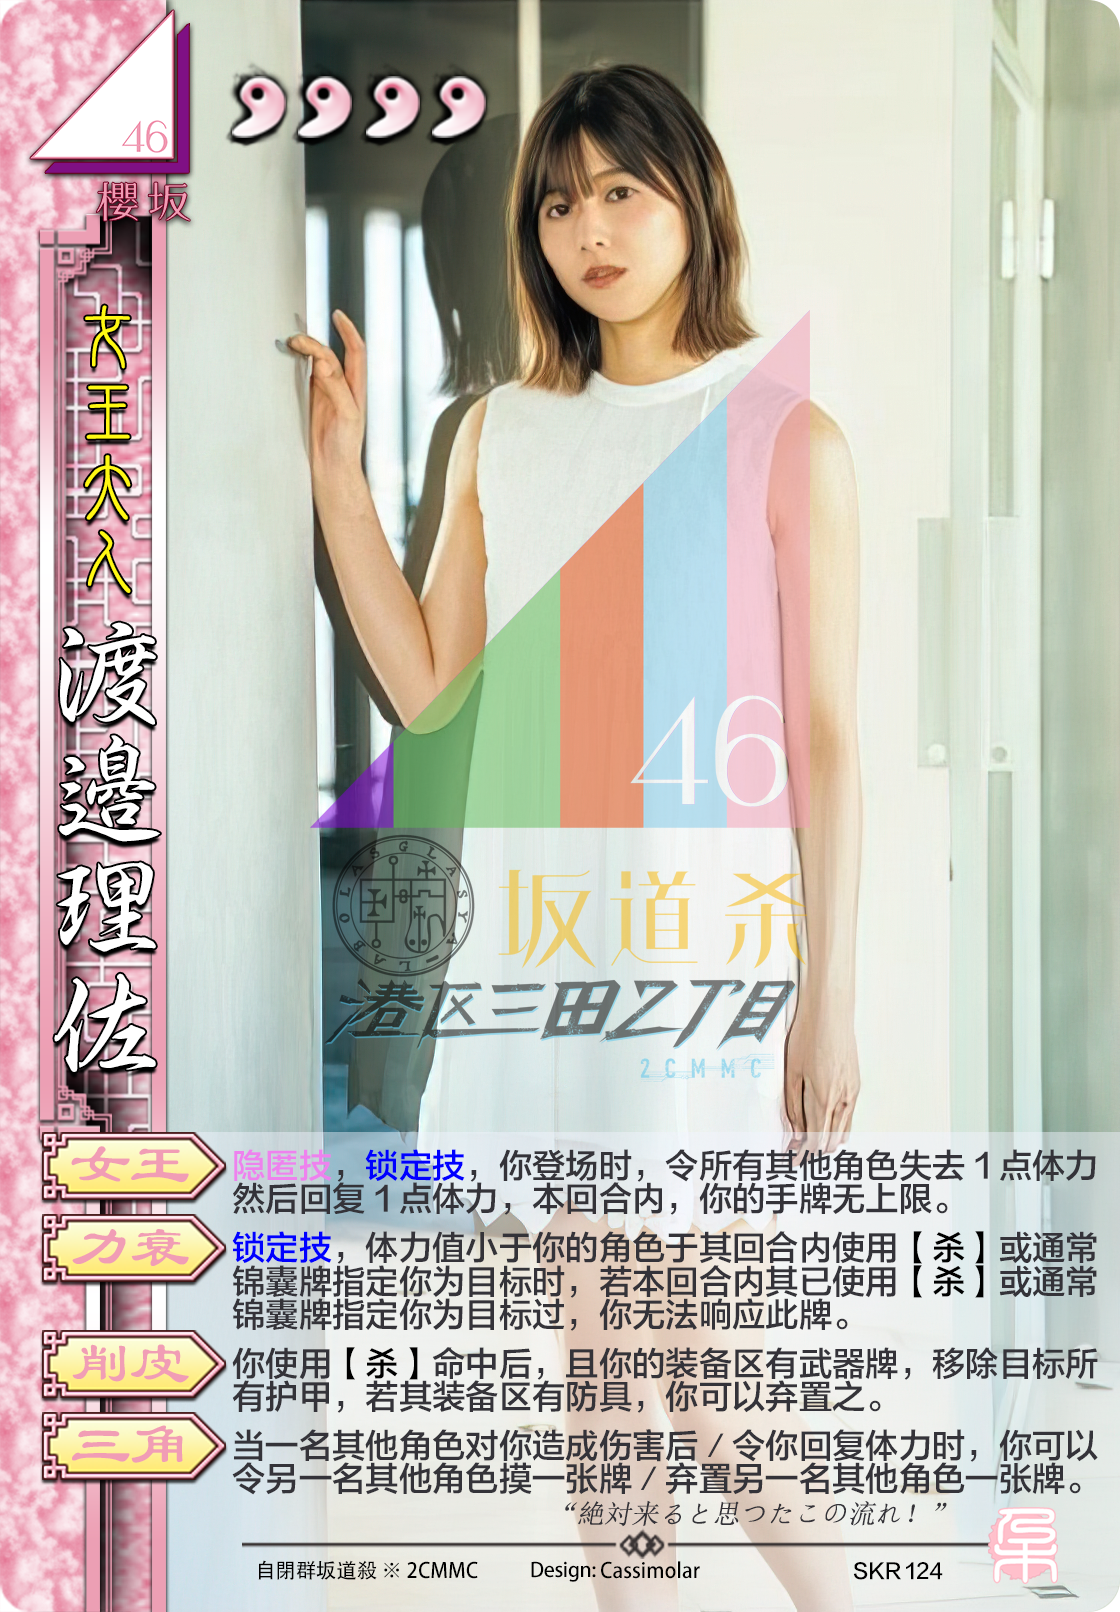 46
櫻坂
女王大人
渡邉理佐
46
GLASYALABOLAS
坂道杀
港区三田2丁目
2CMMC
女王
隐匿技，锁定技，你登场时，令所有其他角色失去1点体力
然后回复1点体力，本回合内，你的手牌无上限。
力衰
锁定技，体力值小于你的角色于其回合内使用【杀】或通常
锦囊牌指定你为目标时，若本回合内其已使用【杀】或通常
锦囊牌指定你为目标过，你无法响应此牌。
削皮
你使用【杀】命中后，且你的装备区有武器牌，移除目标所
有护甲，若其装备区有防具，你可以弃置之。
三角
当一名其他角色对你造成伤害后/令你回复体力时，你可以
令另一名其他角色摸一张牌/弃置另一名其他角色一张牌。
“絶対来ると思つたこの流れ！”
自閉群坂道殺 ※ 2CMMC Design: Cassimolar SKR 124